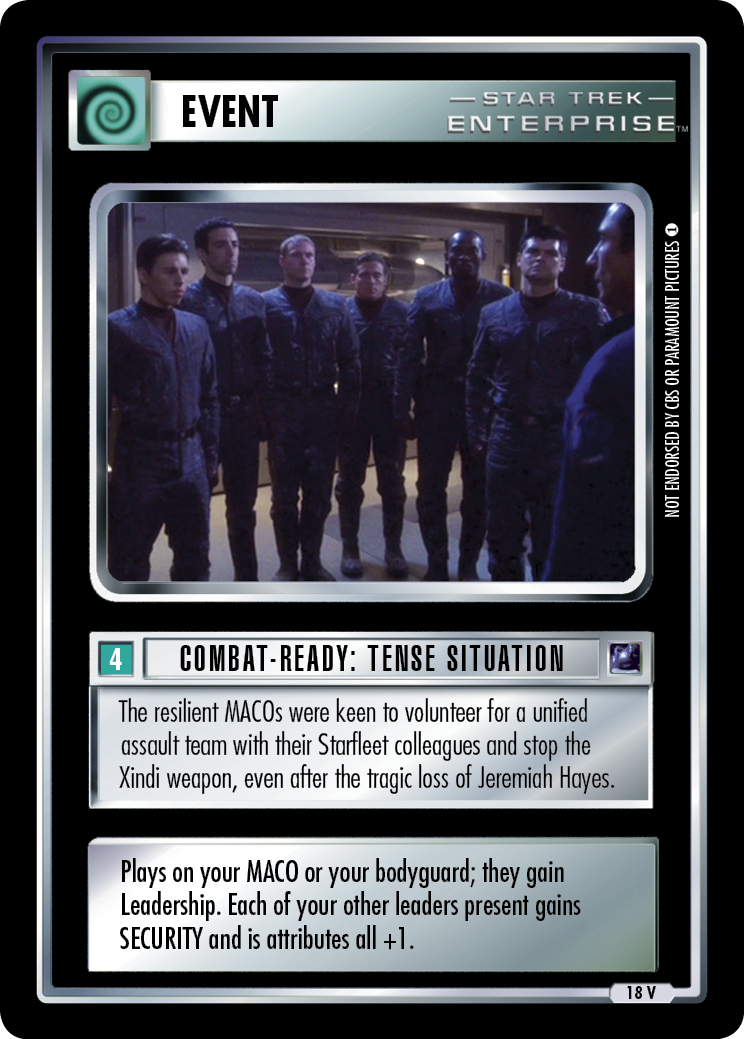 EVENT
STAR TREK
ENTERPRISE™
NOT ENDORSED BY CBS OR PARAMOUNT PICTURES 1
4
COMBAT-READY: TENSE SITUATION
The resilient MACOs were keen to volunteer for a unified
assault team with their Starfleet colleagues and stop the
Xindi weapon, even after the tragic loss of Jeremiah Hayes.
Plays on your MACO or your bodyguard; they gain
Leadership. Each of your other leaders present gains
SECURITY and is attributes all +1.
18 V